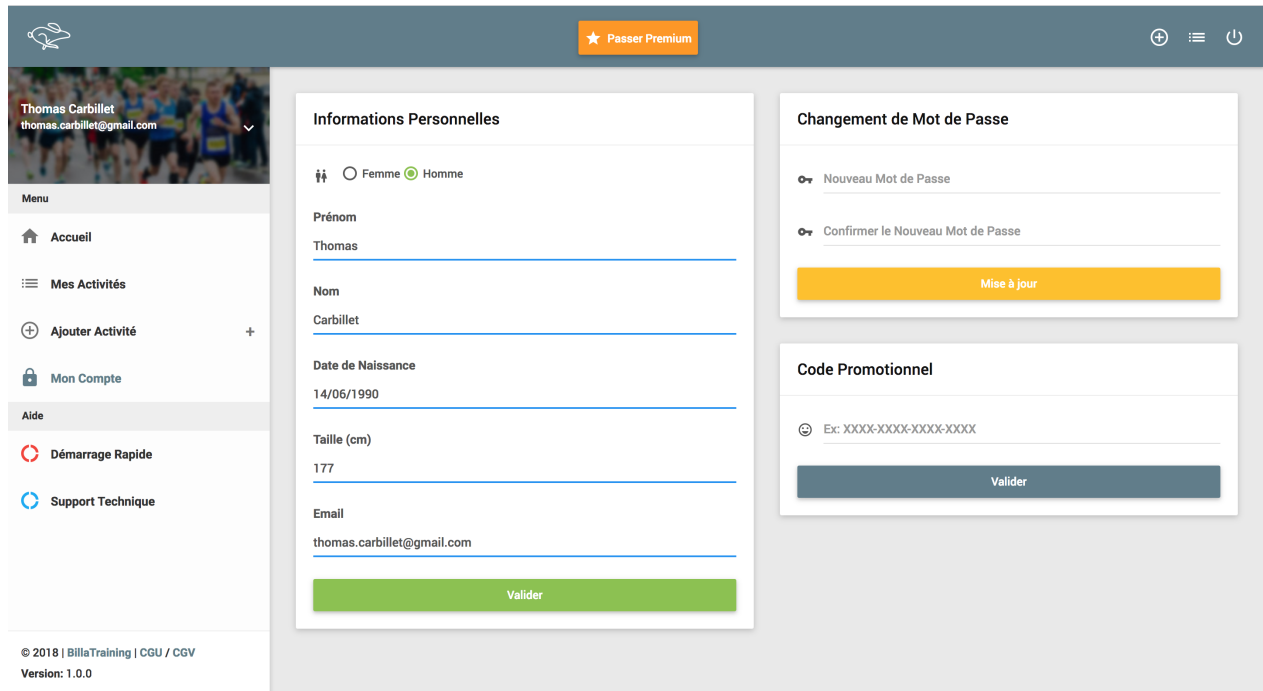 Passer Premium
Thomas Carbillet
thomas.carbillet@gmail.com
Menu
Accueil
Mes Activités
Ajouter Activité +
Mon Compte
Aide
Démarrage Rapide
Support Technique
© 2018 | BillaTraining | CGU / CGV
Version: 1.0.0
Informations Personnelles
Femme Homme
Prénom
Thomas
Nom
Carbillet
Date de Naissance
14/06/1990
Taille (cm)
177
Email
thomas.carbillet@gmail.com
Valider
Changement de Mot de Passe
Nouveau Mot de Passe
Confirmer le Nouveau Mot de Passe
Mise à jour
Code Promotionnel
Ex: XXXX-XXXX-XXXX-XXXX
Valider